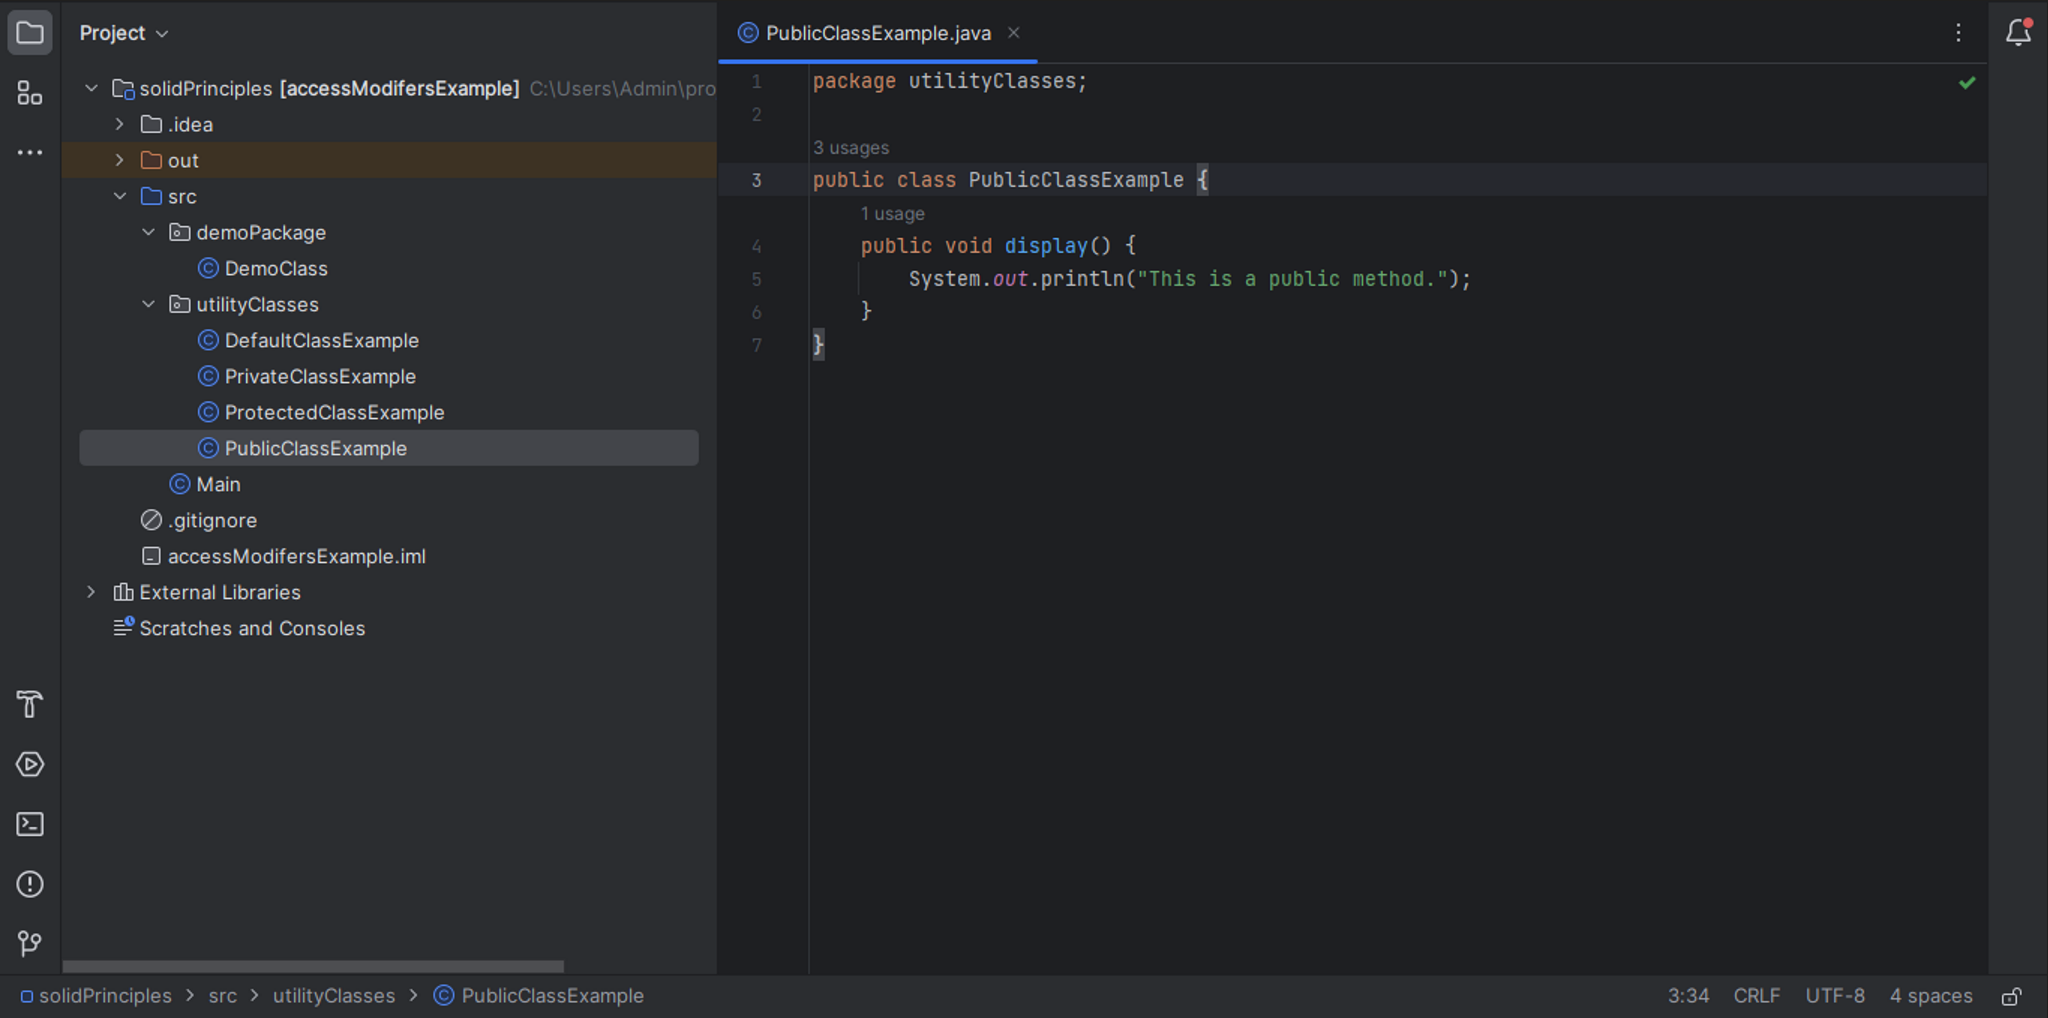 Project
solidPrinciples [accessModifersExample] C:\Users\Admin\pro
.idea
out
src
demoPackage
DemoClass
utilityClasses
DefaultClassExample
PrivateClassExample
ProtectedClassExample
PublicClassExample
Main
.gitignore
accessModifersExample.iml
External Libraries
Scratches and Consoles
PublicClassExample.java
1 package utilityClasses;
2
3 usages
3 public class PublicClassExample {
1 usage
4 public void display() {
5 System.out.println("This is a public method.");
6 }
7 }
solidPrinciples > src > utilityClasses > PublicClassExample
3:34 CRLF UTF-8 4 spaces